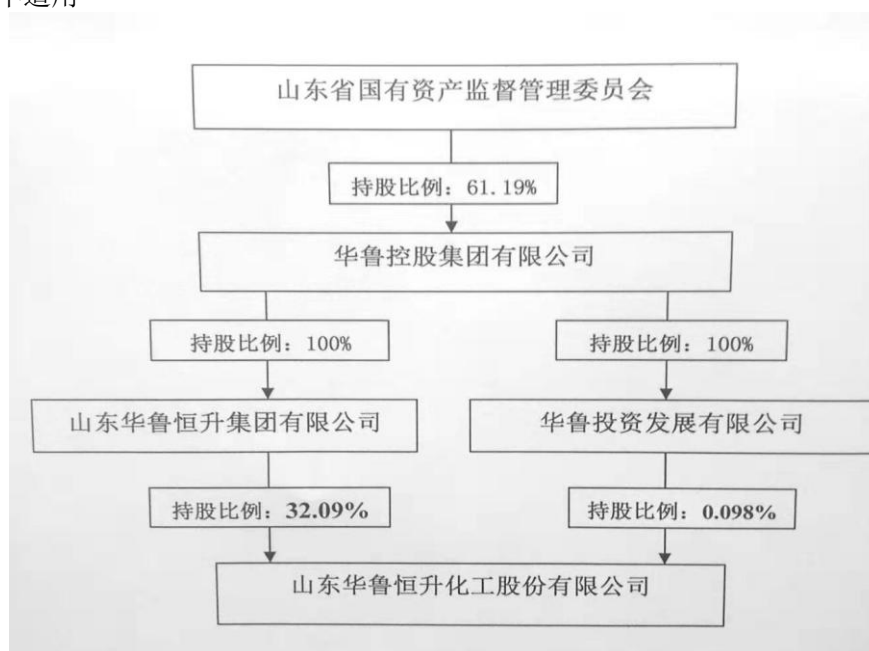 山东省国有资产监督管理委员会
持股比例：61.19%
华鲁控股集团有限公司
持股比例：100%
持股比例：100%
山东华鲁恒升集团有限公司
华鲁投资发展有限公司
持股比例：32.09%
持股比例：0.098%
山东华鲁恒升化工股份有限公司